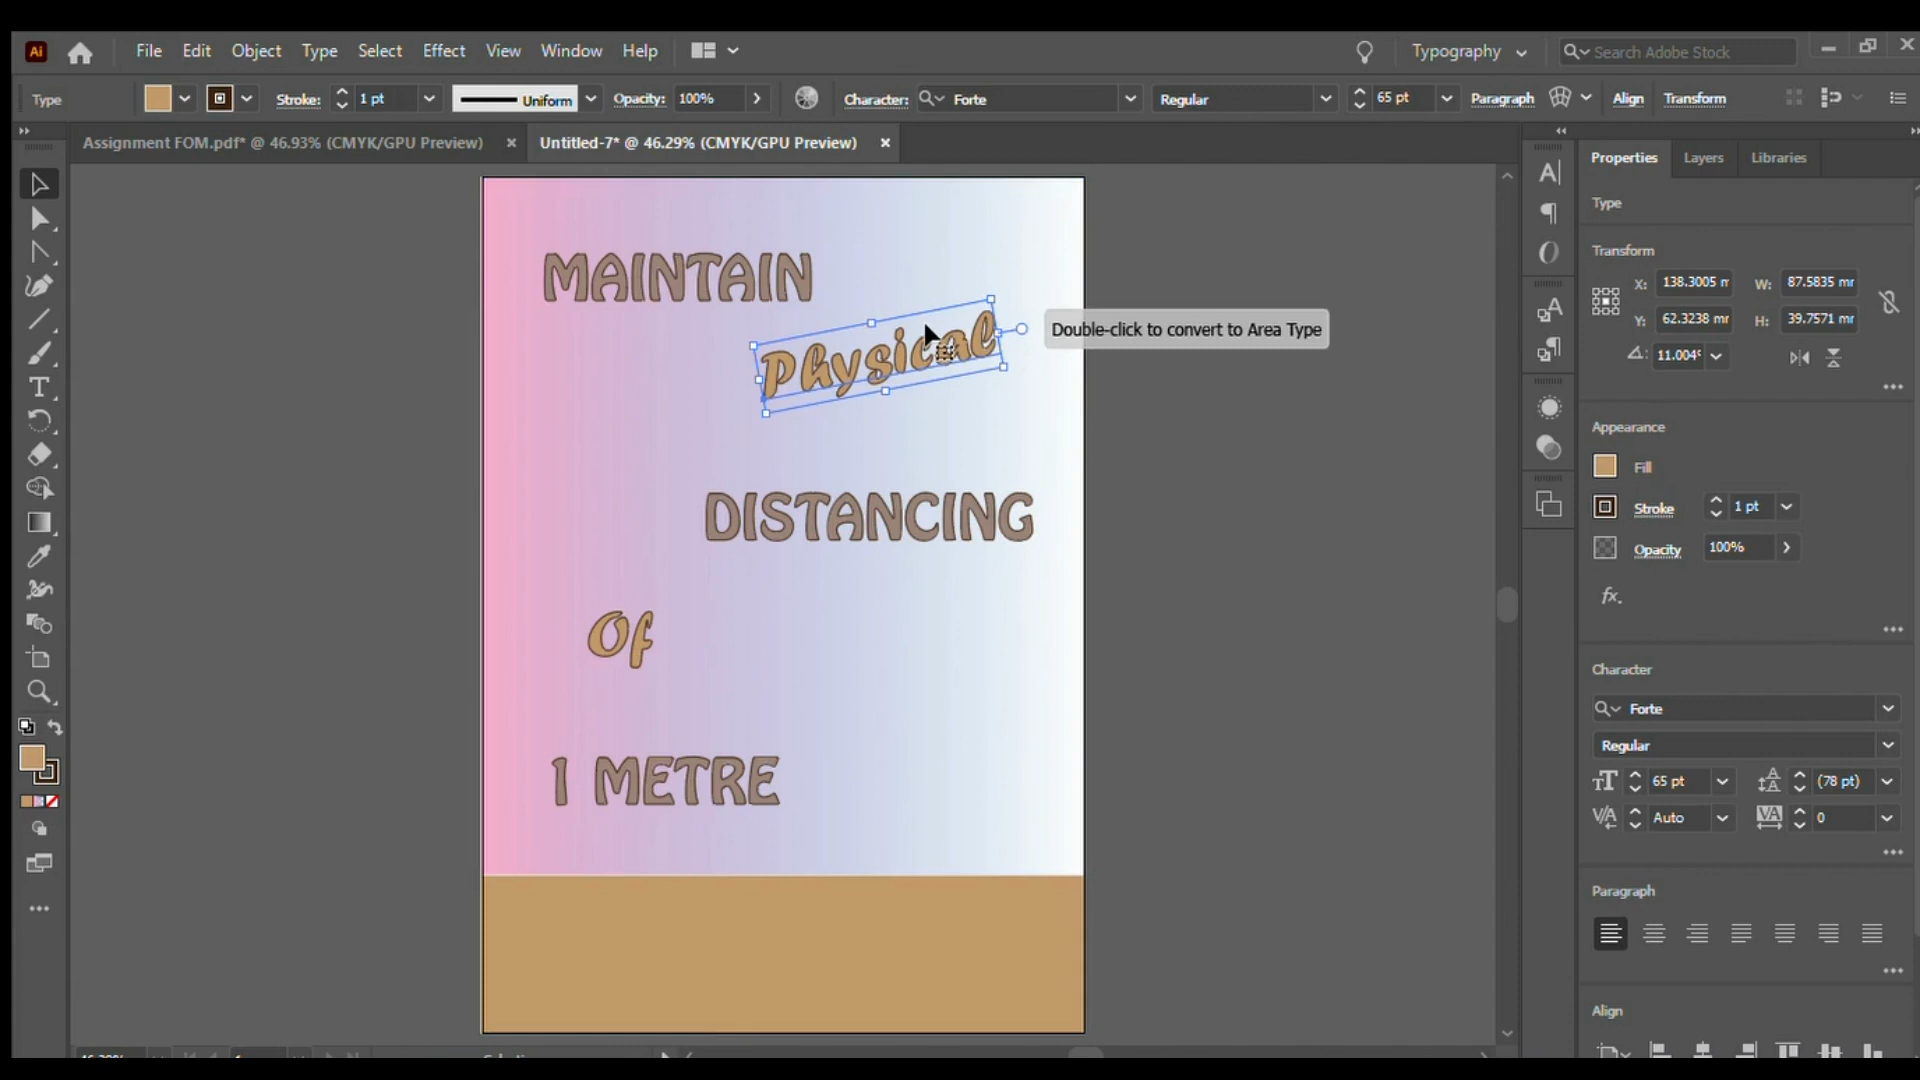 Ai File Edit Object Type Select Effect View Window Help Typography Search Adobe Stock
Type Stroke: 1 pt Uniform Opacity: 100% Character: Forte Regular 65 pt Paragraph Align Transform
Assignment FOM.pdf* @ 46.93% (CMYK/GPU Preview) × Untitled-7* @ 46.29% (CMYK/GPU Preview) ×
Properties Layers Libraries
Type
Transform
X: 138.3005 W: 87.5835
Y: 62.3238 H: 39.7571
11.004°
Appearance
Fill
Stroke 1 pt
Opacity 100%
fx.
Character
Forte
Regular
65 pt (78 pt)
Auto 0
Paragraph
Align
MAINTAIN
Physical
Double-click to convert to Area Type
DISTANCING
Of
1 METRE